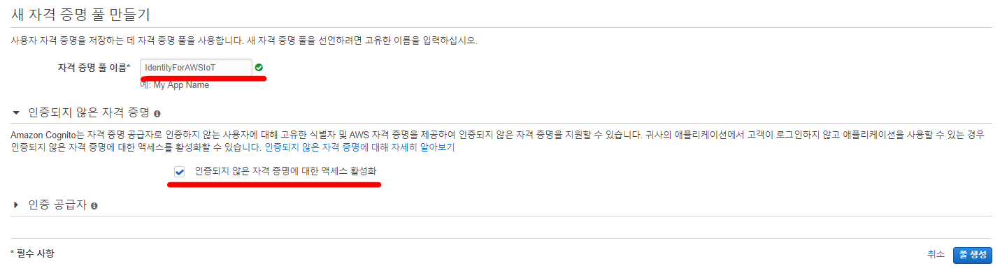 새 자격 증명 풀 만들기
사용자 자격 증명을 저장하는 데 자격 증명 풀을 사용합니다. 새 자격 증명 풀을 선언하려면 고유한 이름을 입력하십시오.
자격 증명 풀 이름* IdentityForAWSIoT
예: My App Name
인증되지 않은 자격 증명
Amazon Cognito는 자격 증명 공급자로 인증하지 않는 사용자에 대해 고유한 식별자 및 AWS 자격 증명을 제공하여 인증되지 않은 자격 증명을 지원할 수 있습니다. 귀사의 애플리케이션에서 고객이 로그인하지 않고 애플리케이션을 사용할 수 있는 경우
인증되지 않은 자격 증명에 대한 액세스를 활성화할 수 있습니다. 인증되지 않은 자격 증명에 대해 자세히 알아보기
인증되지 않은 자격 증명에 대한 액세스 활성화
인증 공급자
* 필수 사항 취소 풀 생성